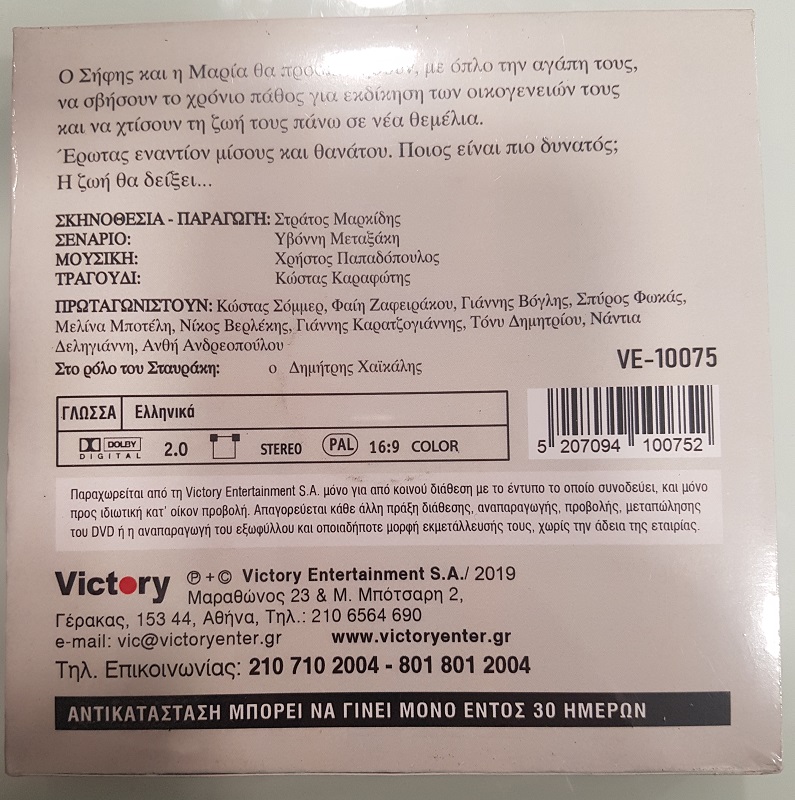 Ο Σήφης και η Μαρία θα με όπλο την αγάπη τους,
να σβήσουν το χρόνιο πάθος για εκδίκηση των οικογενειών τους
και να χτίσουν τη ζωή τους πάνω σε νέα θεμέλια.
Έρωτας εναντίον μίσους και θανάτου. Ποιος είναι πιο δυνατός;
Η ζωή θα δείξει...
ΣΚΗΝΟΘΕΣΙΑ - ΠΑΡΑΓΩΓΗ: Στράτος Μαρκίδης
ΣΕΝΑΡΙΟ: Υβόννη Μεταξάκη
ΜΟΥΣΙΚΗ: Χρήστος Παπαδόπουλος
ΤΡΑΓΟΥΔΙ: Κώστας Καραφώτης
ΠΡΩΤΑΓΩΝΙΣΤΟΥΝ: Κώστας Σόμμερ, Φαίη Ζαφειράκου, Γιάννης Βόγλης, Σπύρος Φωκάς,
Μελίνα Μποτέλη, Νίκος Βερλέκης, Γιάννης Καρατζογιάννης, Τόνυ Δημητρίου, Νάντια
Δεληγιάννη, Ανθή Ανδρεοπούλου
Στο ρόλο του Σταυράκη: ο Δημήτρης Χαϊκάλης
VE-10075
ΓΛΩΣΣΑ Ελληνικά
DOLBY DIGITAL 2.0 STEREO PAL 16:9 COLOR
5 207094 100752
Παραχωρείται από τη Victory Entertainment S.A. μόνο για από κοινού διάθεση με το έντυπο το οποίο συνοδεύει, και μόνο
προς ιδιωτική κατ' οίκον προβολή. Απαγορεύεται κάθε άλλη πράξη διάθεσης, αναπαραγωγής, προβολής, μεταπώλησης
του DVD ή η αναπαραγωγή του εξωφύλλου και οποιαδήποτε μορφή εκμετάλλευσής τους, χωρίς την άδεια της εταιρίας.
Victory ℗ + © Victory Entertainment S.A./ 2019
Μαραθώνος 23 & Μ. Μπότσαρη 2,
Γέρακας, 153 44, Αθήνα, Τηλ.: 210 6564 690
e-mail: vic@victoryenter.gr www.victoryenter.gr
Τηλ. Επικοινωνίας: 210 710 2004 - 801 801 2004
ΑΝΤΙΚΑΤΑΣΤΑΣΗ ΜΠΟΡΕΙ ΝΑ ΓΙΝΕΙ ΜΟΝΟ ΕΝΤΟΣ 30 ΗΜΕΡΩΝ